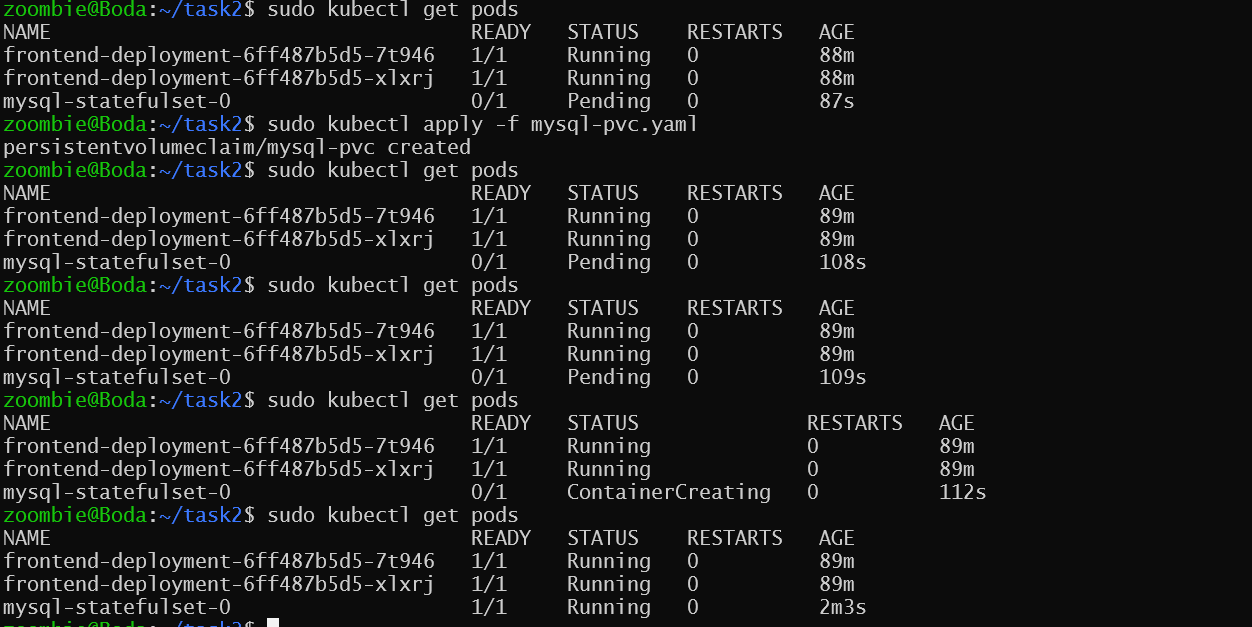 zoombie@Boda:~/task2$ sudo kubectl get pods
NAME                                   READY   STATUS    RESTARTS   AGE
frontend-deployment-6ff487b5d5-7t946   1/1     Running   0          88m
frontend-deployment-6ff487b5d5-xlxrj   1/1     Running   0          88m
mysql-statefulset-0                    0/1     Pending   0          87s
zoombie@Boda:~/task2$ sudo kubectl apply -f mysql-pvc.yaml
persistentvolumeclaim/mysql-pvc created
zoombie@Boda:~/task2$ sudo kubectl get pods
NAME                                   READY   STATUS    RESTARTS   AGE
frontend-deployment-6ff487b5d5-7t946   1/1     Running   0          89m
frontend-deployment-6ff487b5d5-xlxrj   1/1     Running   0          89m
mysql-statefulset-0                    0/1     Pending   0          108s
zoombie@Boda:~/task2$ sudo kubectl get pods
NAME                                   READY   STATUS    RESTARTS   AGE
frontend-deployment-6ff487b5d5-7t946   1/1     Running   0          89m
frontend-deployment-6ff487b5d5-xlxrj   1/1     Running   0          89m
mysql-statefulset-0                    0/1     Pending   0          109s
zoombie@Boda:~/task2$ sudo kubectl get pods
NAME                                   READY   STATUS              RESTARTS   AGE
frontend-deployment-6ff487b5d5-7t946   1/1     Running             0          89m
frontend-deployment-6ff487b5d5-xlxrj   1/1     Running             0          89m
mysql-statefulset-0                    0/1     ContainerCreating   0          112s
zoombie@Boda:~/task2$ sudo kubectl get pods
NAME                                   READY   STATUS    RESTARTS   AGE
frontend-deployment-6ff487b5d5-7t946   1/1     Running   0          89m
frontend-deployment-6ff487b5d5-xlxrj   1/1     Running   0          89m
mysql-statefulset-0                    1/1     Running   0          2m3s
zoombie@Boda:~/task2$